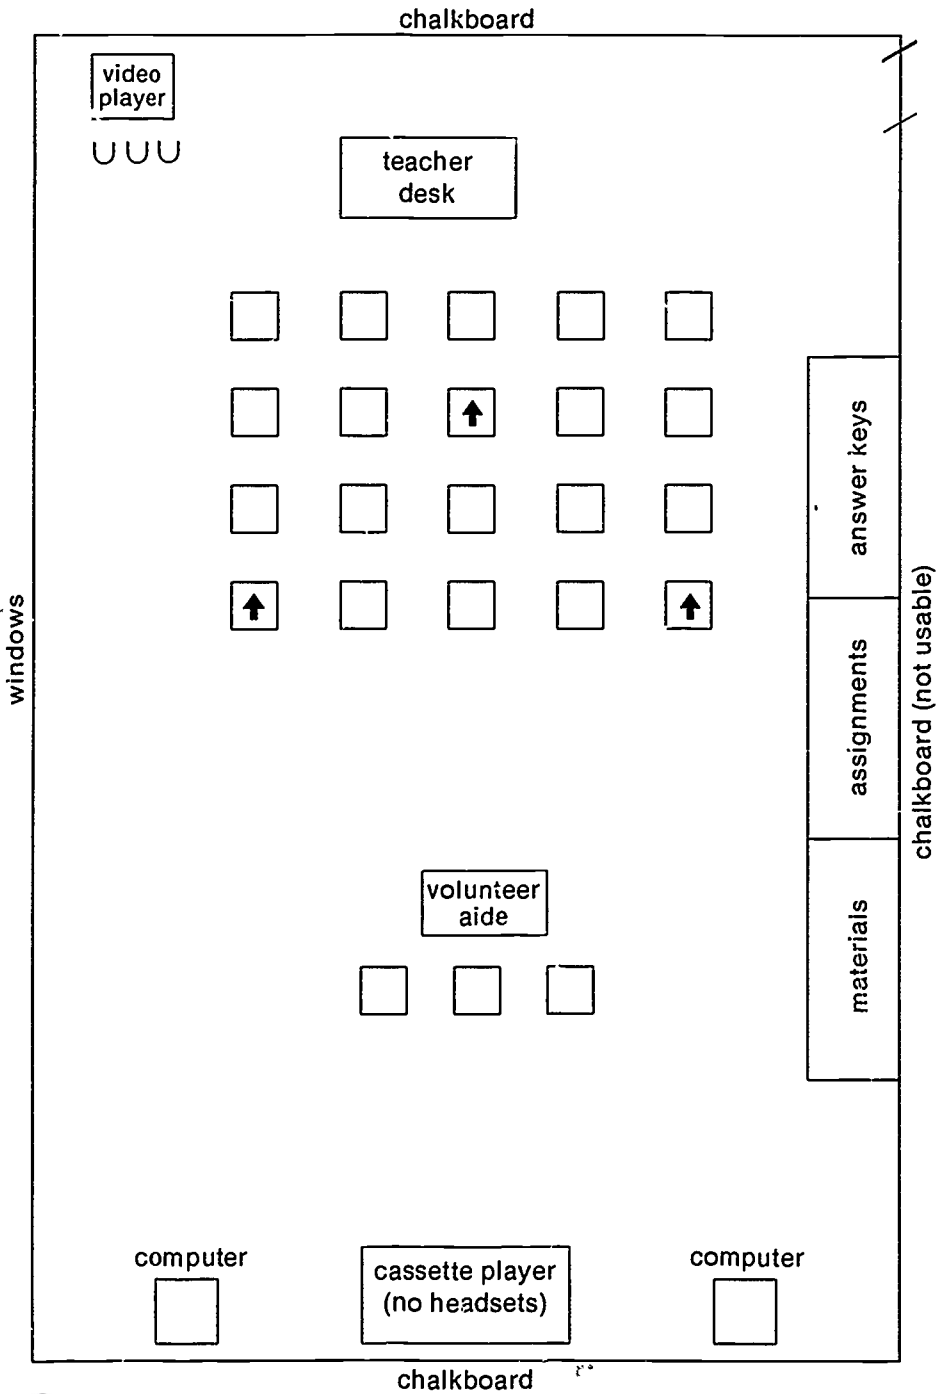 chalkboard
video
player
teacher
desk
answer keys
windows
assignments
chalkboard (not usable)
volunteer
aide
materials
computer
cassette player
(no headsets)
computer
chalkboard